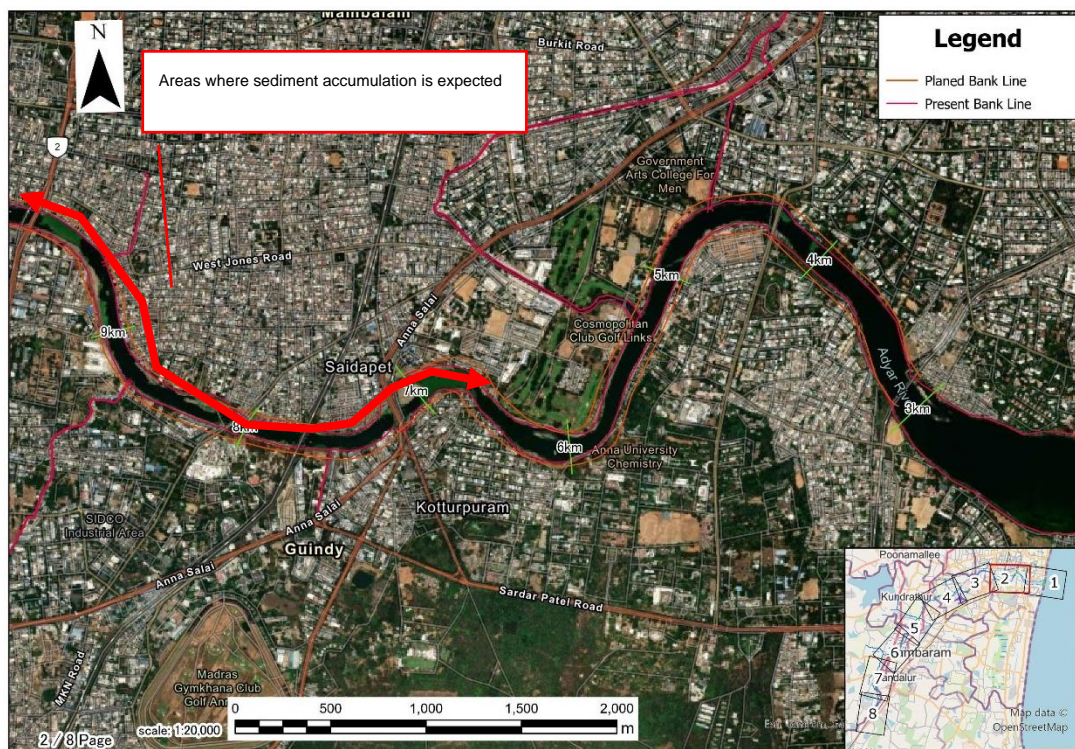 Mambalam
N
Burkit Road
Legend
Planed Bank Line
Present Bank Line
Areas where sediment accumulation is expected
2
Government
Arts College For
Men
West Jones Road
4km
5km
9km
Anna Salai
Cosmopolitan
Club Golf Links
Saidapet
7km
Adyar River
3km
8km
6km
Anna University
Chemistry
Kotturpuram
SIDCO
Industrial Area
Anna Salai
Guindy
Anna Salai
Sardar Patel Road
MKN Road
Madras
Gymkhana Club
Golf
0 500 1,000 1,500 2,000
m
scale: 1:20,000
2 / 8 Page
Poonamallee
Kundrathur
1
2
3
4
5
6
7
8
Map data ©
OpenStreetMap